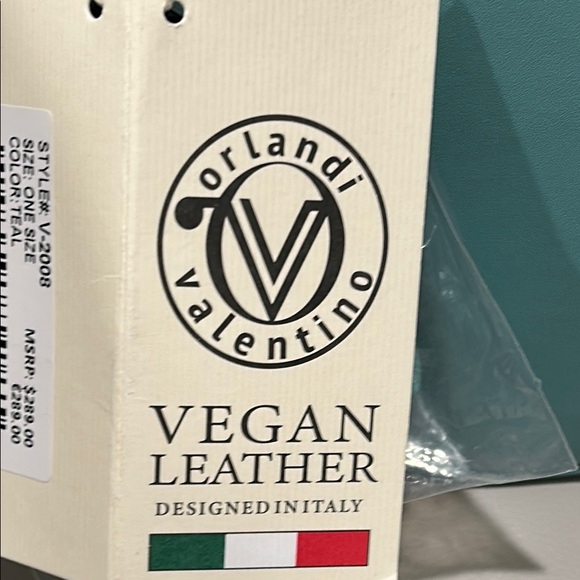 STYLE#: V-2008
SIZE: ONE SIZE
COLOR: TEAL
MSRP: $289.00
€289.00
orlandi
V
valentino
VEGAN
LEATHER
DESIGNED IN ITALY